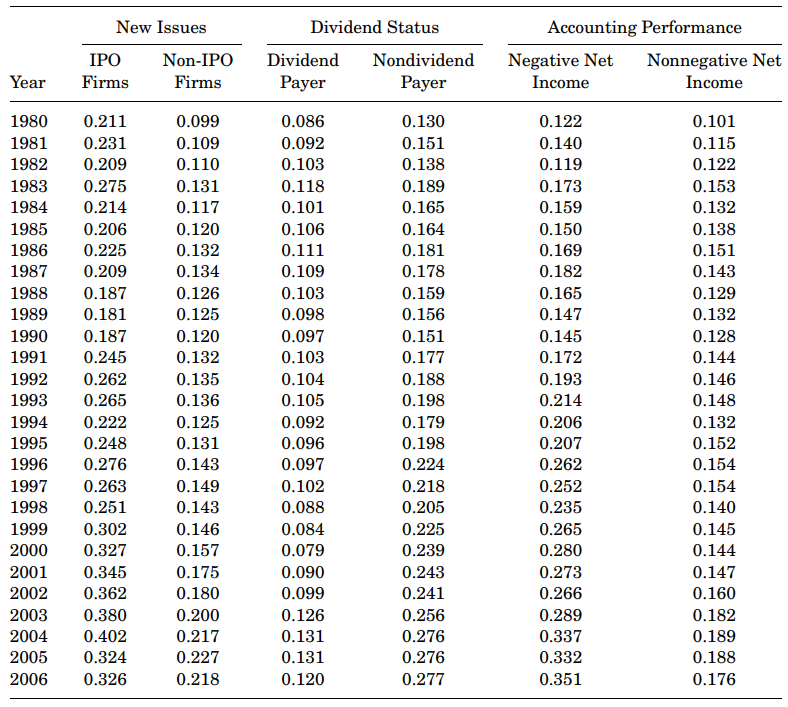 New Issues Dividend Status Accounting Performance
IPO Non-IPO Dividend Nondividend Negative Net Nonnegative Net
Year Firms Firms Payer Payer Income Income
1980 0.211 0.099 0.086 0.130 0.122 0.101
1981 0.231 0.109 0.092 0.151 0.140 0.115
1982 0.209 0.110 0.103 0.138 0.119 0.122
1983 0.275 0.131 0.118 0.189 0.173 0.153
1984 0.214 0.117 0.101 0.165 0.159 0.132
1985 0.206 0.120 0.106 0.164 0.150 0.138
1986 0.225 0.132 0.111 0.181 0.169 0.151
1987 0.209 0.134 0.109 0.178 0.182 0.143
1988 0.187 0.126 0.103 0.159 0.165 0.129
1989 0.181 0.125 0.098 0.156 0.147 0.132
1990 0.187 0.120 0.097 0.151 0.145 0.128
1991 0.245 0.132 0.103 0.177 0.172 0.144
1992 0.262 0.135 0.104 0.188 0.193 0.146
1993 0.265 0.136 0.105 0.198 0.214 0.148
1994 0.222 0.125 0.092 0.179 0.206 0.132
1995 0.248 0.131 0.096 0.198 0.207 0.152
1996 0.276 0.143 0.097 0.224 0.262 0.154
1997 0.263 0.149 0.102 0.218 0.252 0.154
1998 0.251 0.143 0.088 0.205 0.235 0.140
1999 0.302 0.146 0.084 0.225 0.265 0.145
2000 0.327 0.157 0.079 0.239 0.280 0.144
2001 0.345 0.175 0.090 0.243 0.273 0.147
2002 0.362 0.180 0.099 0.241 0.266 0.160
2003 0.380 0.200 0.126 0.256 0.289 0.182
2004 0.402 0.217 0.131 0.276 0.337 0.189
2005 0.324 0.227 0.131 0.276 0.332 0.188
2006 0.326 0.218 0.120 0.277 0.351 0.176